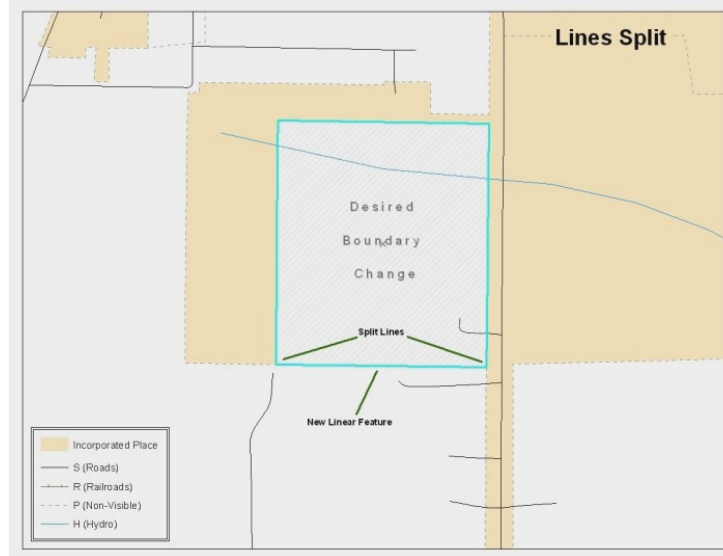 Lines Split
Desired
Boundary
Change
Split Lines
New Linear Feature
Incorporated Place
S (Roads)
R (Railroads)
P (Non-Visible)
H (Hydro)